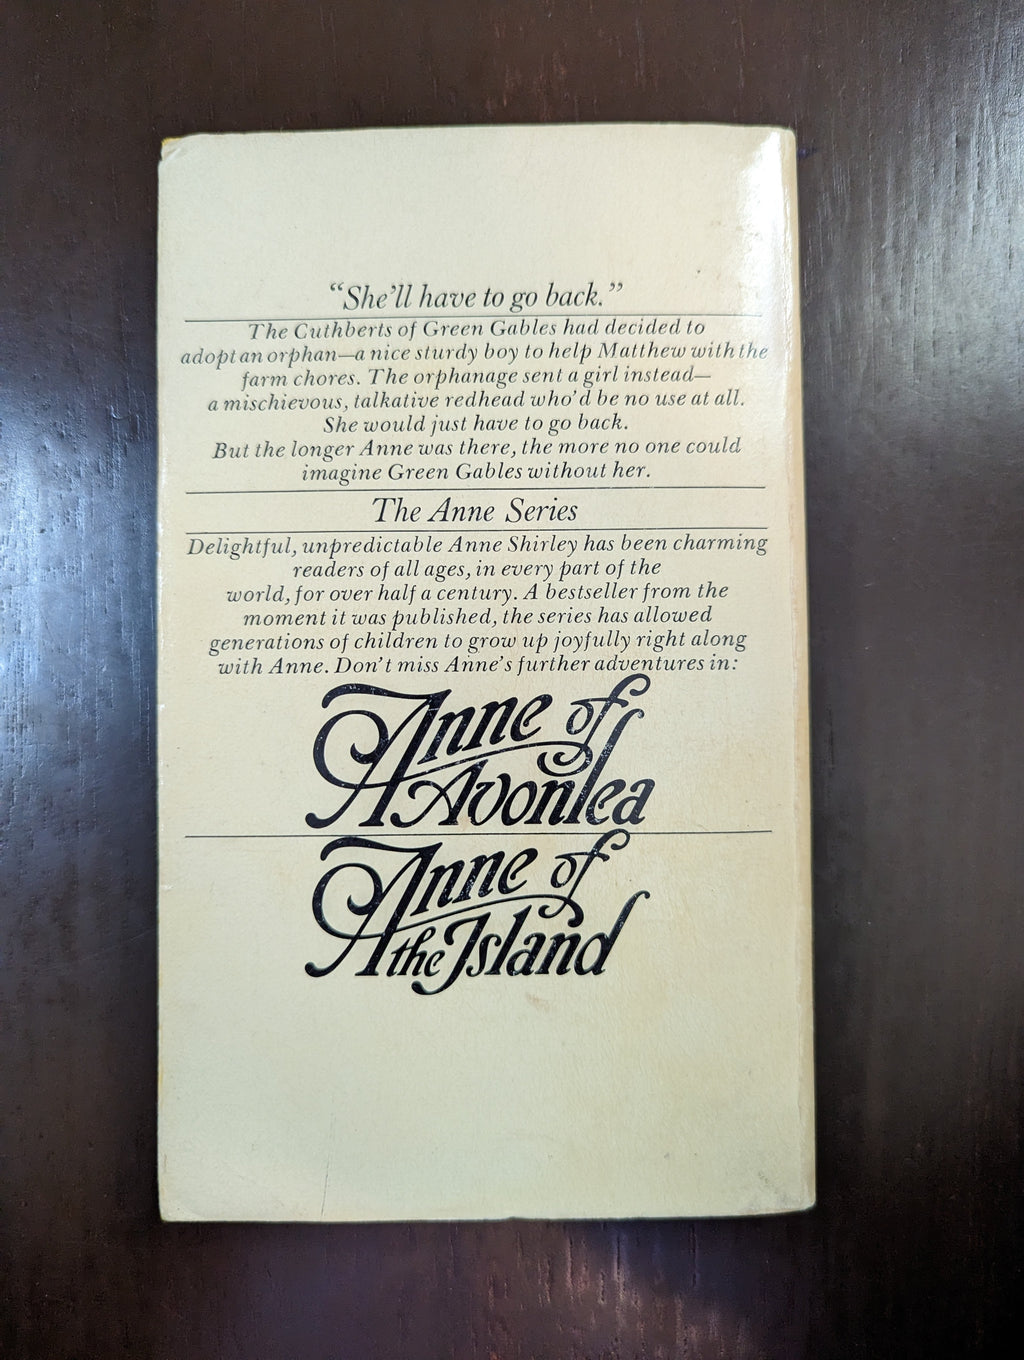 “She’ll have to go back.”
The Cuthberts of Green Gables had decided to
adopt an orphan—a nice sturdy boy to help Matthew with the
farm chores. The orphanage sent a girl instead—
a mischievous, talkative redhead who’d be no use at all.
She would just have to go back.
But the longer Anne was there, the more no one could
imagine Green Gables without her.
The Anne Series
Delightful, unpredictable Anne Shirley has been charming
readers of all ages, in every part of the
world, for over half a century. A bestseller from the
moment it was published, the series has allowed
generations of children to grow up joyfully right along
with Anne. Don’t miss Anne’s further adventures in:
Anne of
Avonlea
Anne of
the Island